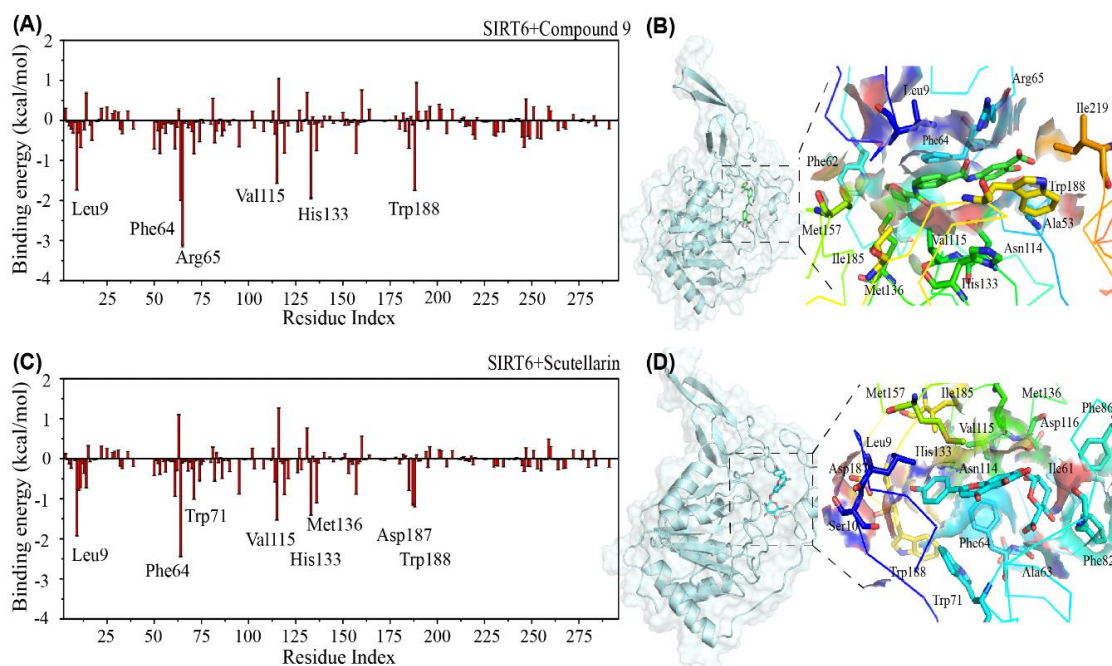 (A)
SIRT6+Compound 9
Binding energy (kcal/mol)
2
1
0
-1
-2
-3
-4
Leu9
Phe64
Arg65
Val115
His133
Trp188
25 50 75 100 125 150 175 200 225 250 275
Residue Index
(B)
Leu9
Arg65
Ile219
Phe64
Phe62
Trp188
Ala53
Met157
Val115
Asn114
Ile185
His133
Met136
(C)
SIRT6+Scutellarin
Binding energy (kcal/mol)
2
1
0
-1
-2
-3
-4
Leu9
Phe64
Trp71
Val115
His133
Met136
Asp187
Trp188
25 50 75 100 125 150 175 200 225 250 275
Residue Index
(D)
Met157
Ile185
Met136
Phe86
Val115
Asp116
Leu9
His133
Asp187
Asn114
Ile61
Ser10
Phe64
Phe82
Trp188
Ala63
Trp71